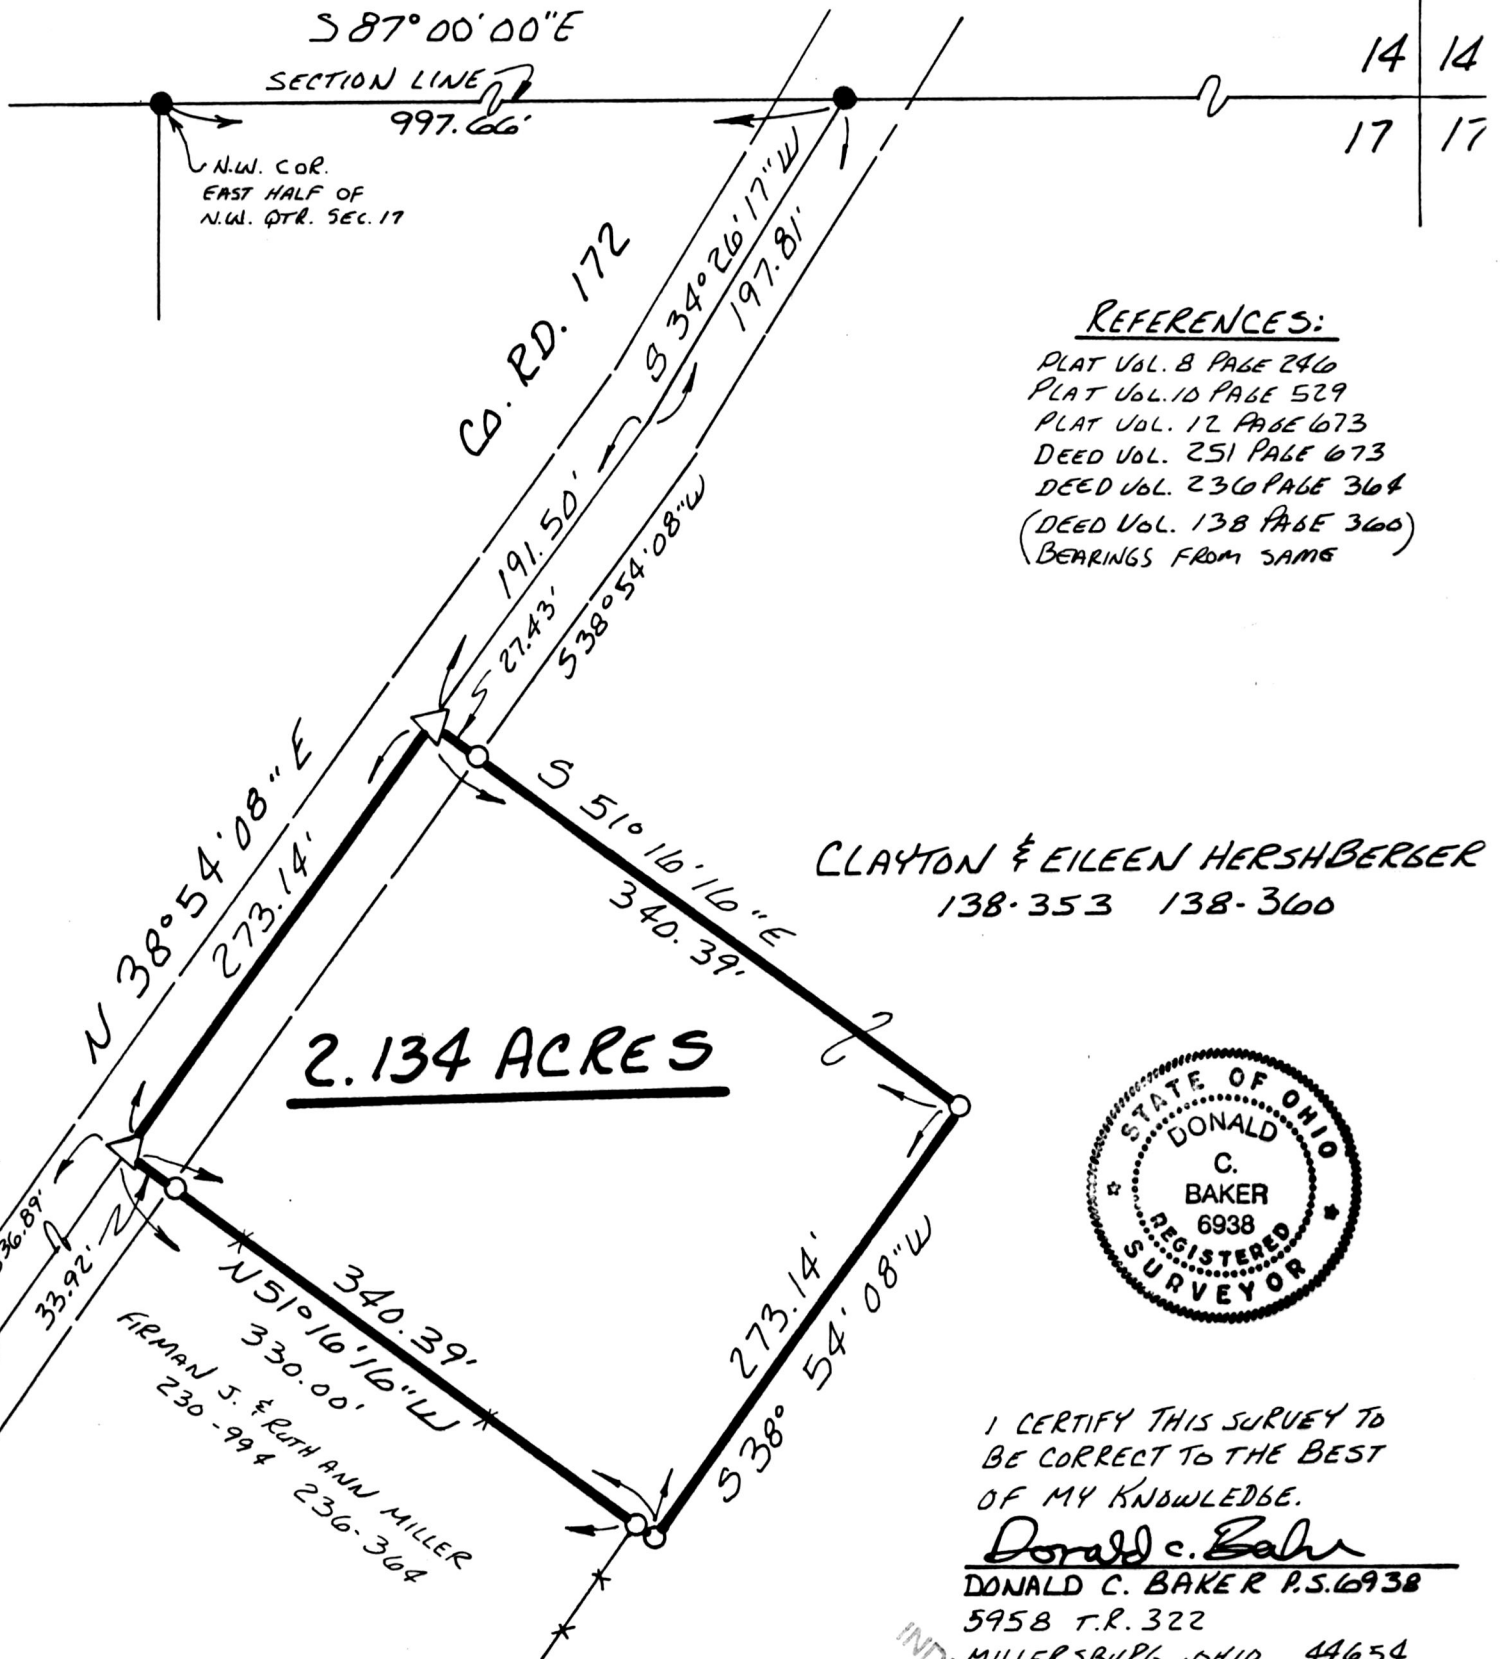 S 87° 00' 00" E
SECTION LINE
997.66'
14 14
17 17
N.W. COR.
EAST HALF OF
N.W. QTR. SEC. 17
S 34° 26' 17" W
197.81'
CO. RD. 172
REFERENCES:
PLAT VOL. 8 PAGE 246
PLAT VOL. 10 PAGE 529
PLAT VOL. 12 PAGE 673
DEED VOL. 251 PAGE 673
DEED VOL. 236 PAGE 364
(DEED VOL. 138 PAGE 360)
BEARINGS FROM SAME
191.50'
27.43'
S38° 54' 08" W
N 38° 54' 08" E
273.14'
S 51° 16' 16" E
340.39'
CLAYTON & EILEEN HERSHBERGER
138-353 138-360
2.134 ACRES
STATE OF OHIO
DONALD
C.
BAKER
6938
REGISTERED
SURVEYOR
36.89'
33.92'
340.39'
N51° 16' 16" W
330.00'
FIRMAN J. & RUTH ANN MILLER
230-994 236-364
273.14'
S 38° 54' 08" W
I CERTIFY THIS SURVEY TO
BE CORRECT TO THE BEST
OF MY KNOWLEDGE.
Donald C. Baker
DONALD C. BAKER P.S. 6938
5958 T.R. 322
MILLERSBURG, OHIO 44654